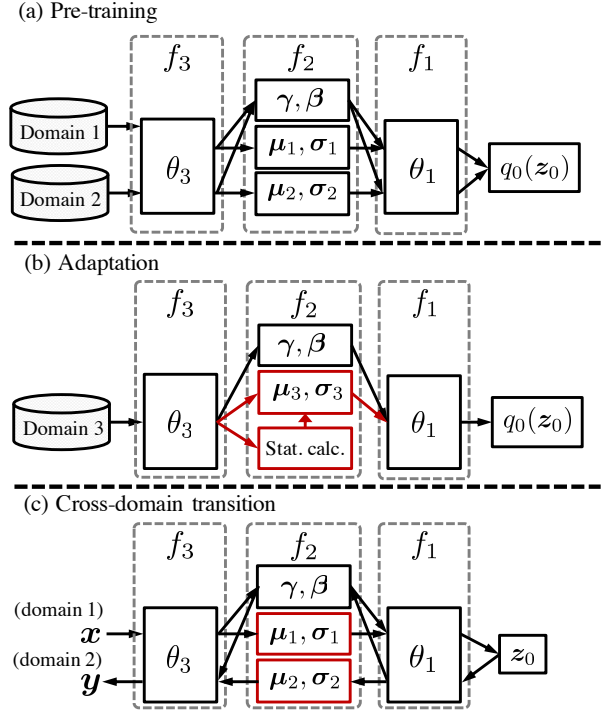 (a) Pre-training
f₃ f₂ f₁
γ, β
Domain 1
μ₁, σ₁
θ₃ θ₁ q₀(z₀)
Domain 2
μ₂, σ₂
(b) Adaptation
f₃ f₂ f₁
γ, β
μ₃, σ₃
Domain 3 θ₃ θ₁ q₀(z₀)
Stat. calc.
(c) Cross-domain transition
f₃ f₂ f₁
γ, β
(domain 1)
x μ₁, σ₁
θ₃ θ₁ z₀
(domain 2)
y μ₂, σ₂